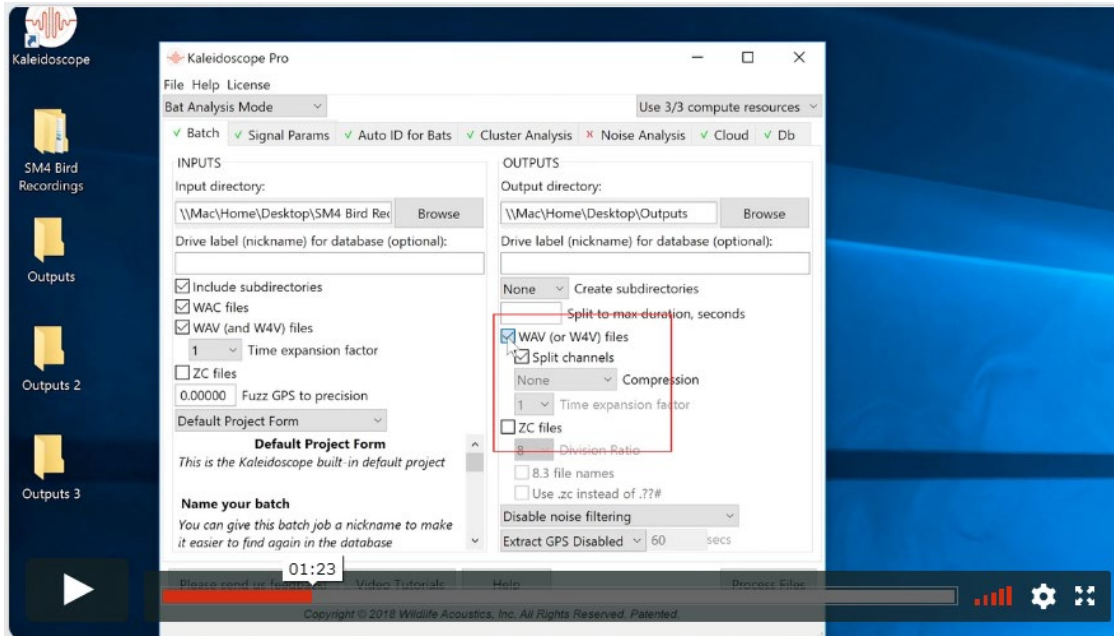 Kaleidoscope
SM4 Bird
Recordings
Outputs
Outputs 2
Outputs 3
Kaleidoscope Pro
File Help License
Bat Analysis Mode
Use 3/3 compute resources
Batch Signal Params Auto ID for Bats Cluster Analysis Noise Analysis Cloud Db
INPUTS
Input directory:
\\Mac\Home\Desktop\SM4 Bird Rec Browse
Drive label (nickname) for database (optional):
Include subdirectories
WAC files
WAV (and W4V) files
1 Time expansion factor
ZC files
0.00000 Fuzz GPS to precision
Default Project Form
Default Project Form
This is the Kaleidoscope built-in default project
Name your batch
You can give this batch job a nickname to make
it easier to find again in the database
OUTPUTS
Output directory:
\\Mac\Home\Desktop\Outputs Browse
Drive label (nickname) for database (optional):
None Create subdirectories
Split to max duration, seconds
WAV (or W4V) files
Split channels
None Compression
1 Time expansion factor
ZC files
8 Division Ratio
8.3 file names
Use .zc instead of .??#
Disable noise filtering
Extract GPS Disabled 60 secs
01:23
Please send us feedback! Video Tutorials Help Process Files
Copyright © 2018 Wildlife Acoustics, Inc. All Rights Reserved. Patented.